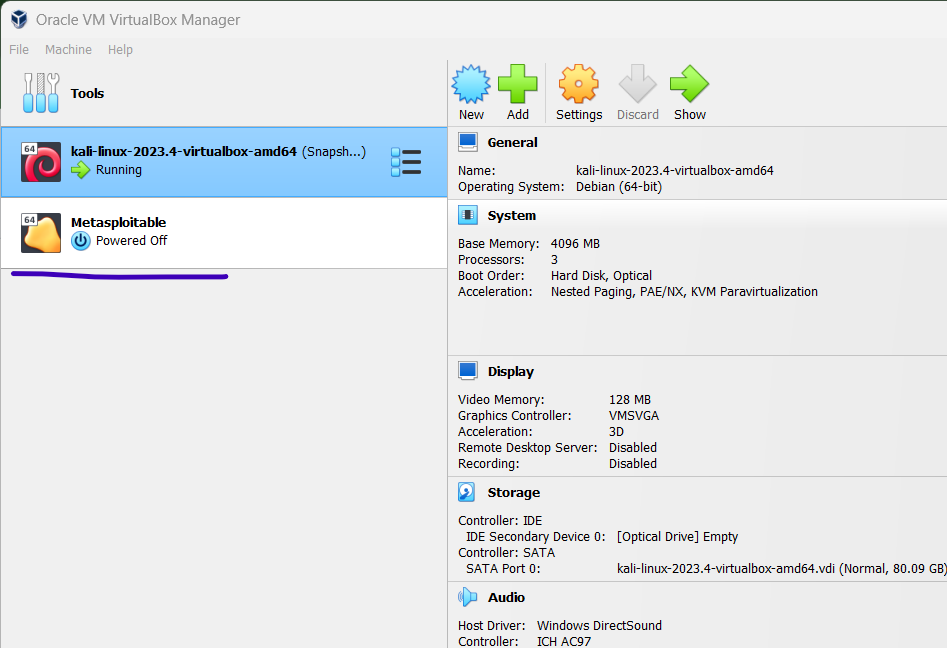 Oracle VM VirtualBox Manager
File Machine Help
Tools
New Add Settings Discard Show
64
kali-linux-2023.4-virtualbox-amd64 (Snapsh...)
Running
64
Metasploitable
Powered Off
General
Name: kali-linux-2023.4-virtualbox-amd64
Operating System: Debian (64-bit)
System
Base Memory: 4096 MB
Processors: 3
Boot Order: Hard Disk, Optical
Acceleration: Nested Paging, PAE/NX, KVM Paravirtualization
Display
Video Memory: 128 MB
Graphics Controller: VMSVGA
Acceleration: 3D
Remote Desktop Server: Disabled
Recording: Disabled
Storage
Controller: IDE
IDE Secondary Device 0: [Optical Drive] Empty
Controller: SATA
SATA Port 0: kali-linux-2023.4-virtualbox-amd64.vdi (Normal, 80.09 GB)
Audio
Host Driver: Windows DirectSound
Controller: ICH AC97